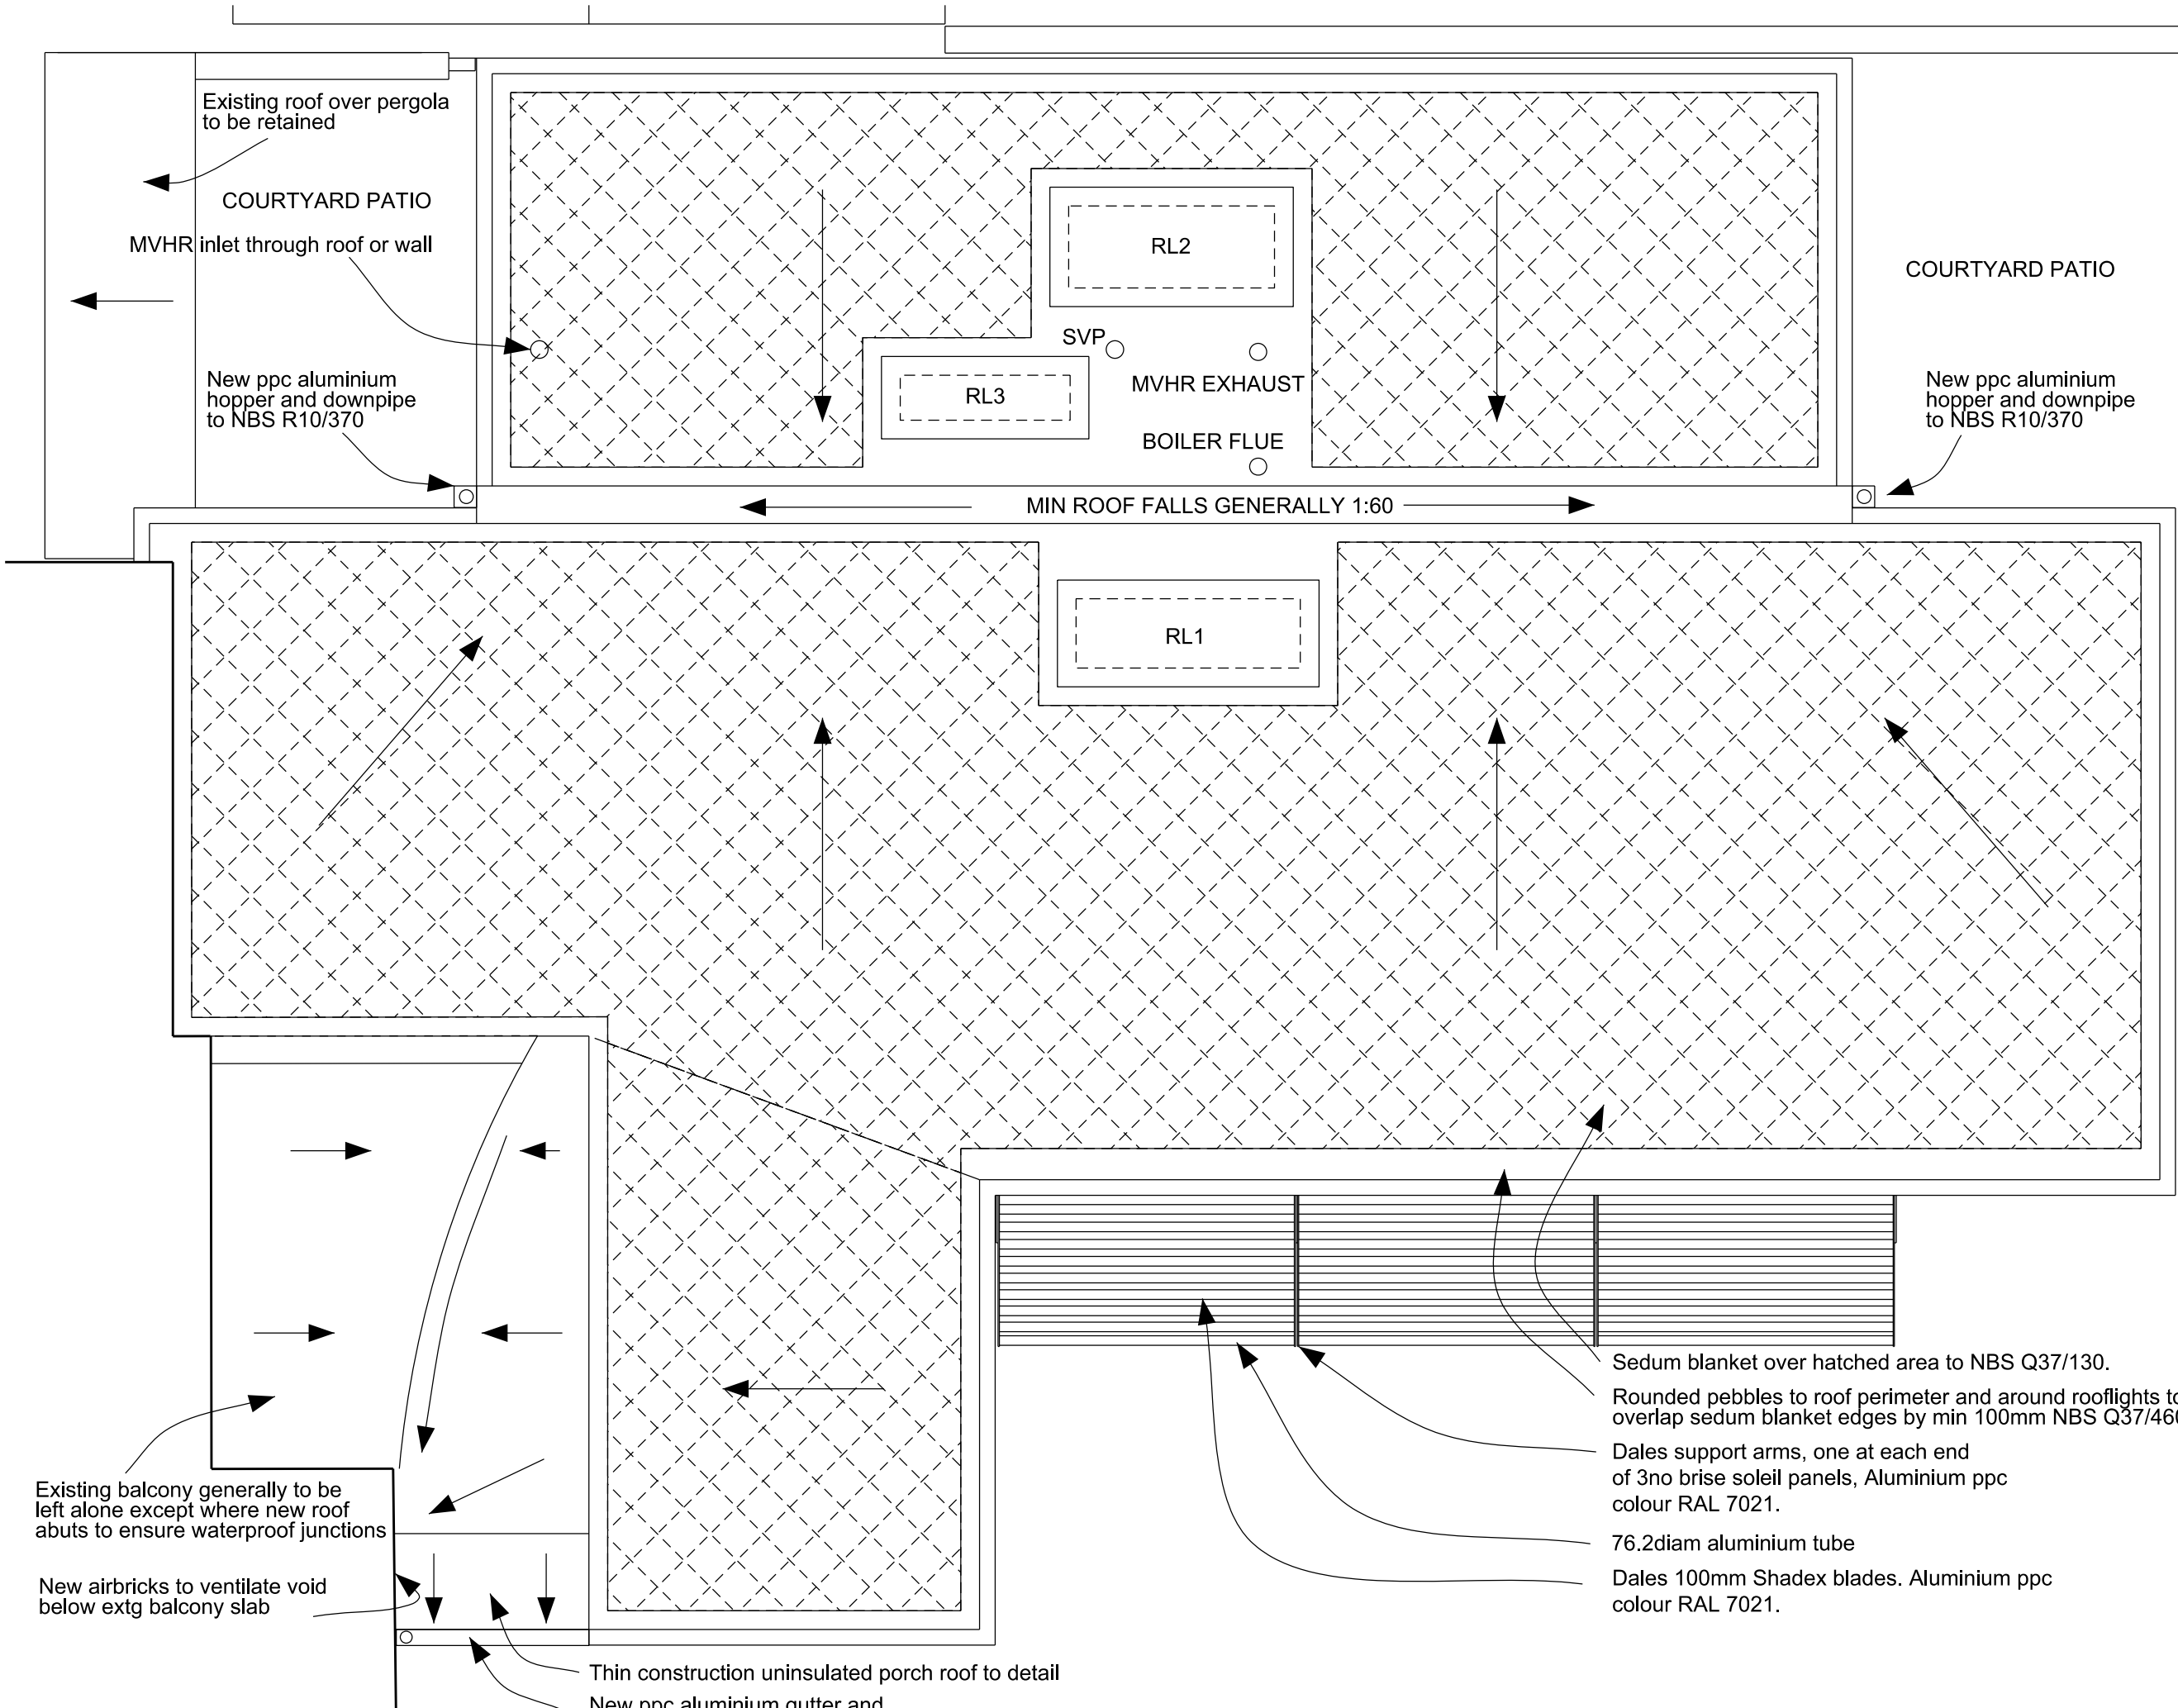 Existing roof over pergola
to be retained
COURTYARD PATIO
MVHR inlet through roof or wall
RL2
COURTYARD PATIO
SVP
MVHR EXHAUST
RL3
BOILER FLUE
New ppc aluminium
hopper and downpipe
to NBS R10/370
New ppc aluminium
hopper and downpipe
to NBS R10/370
MIN ROOF FALLS GENERALLY 1:60
RL1
Sedum blanket over hatched area to NBS Q37/130.
Rounded pebbles to roof perimeter and around rooflights to
overlap sedum blanket edges by min 100mm NBS Q37/460
Dales support arms, one at each end
of 3no brise soleil panels, Aluminium ppc
colour RAL 7021.
76.2diam aluminium tube
Dales 100mm Shadex blades. Aluminium ppc
colour RAL 7021.
Existing balcony generally to be
left alone except where new roof
abuts to ensure waterproof junctions
New airbricks to ventilate void
below extg balcony slab
Thin construction uninsulated porch roof to detail
New ppc aluminium gutter and